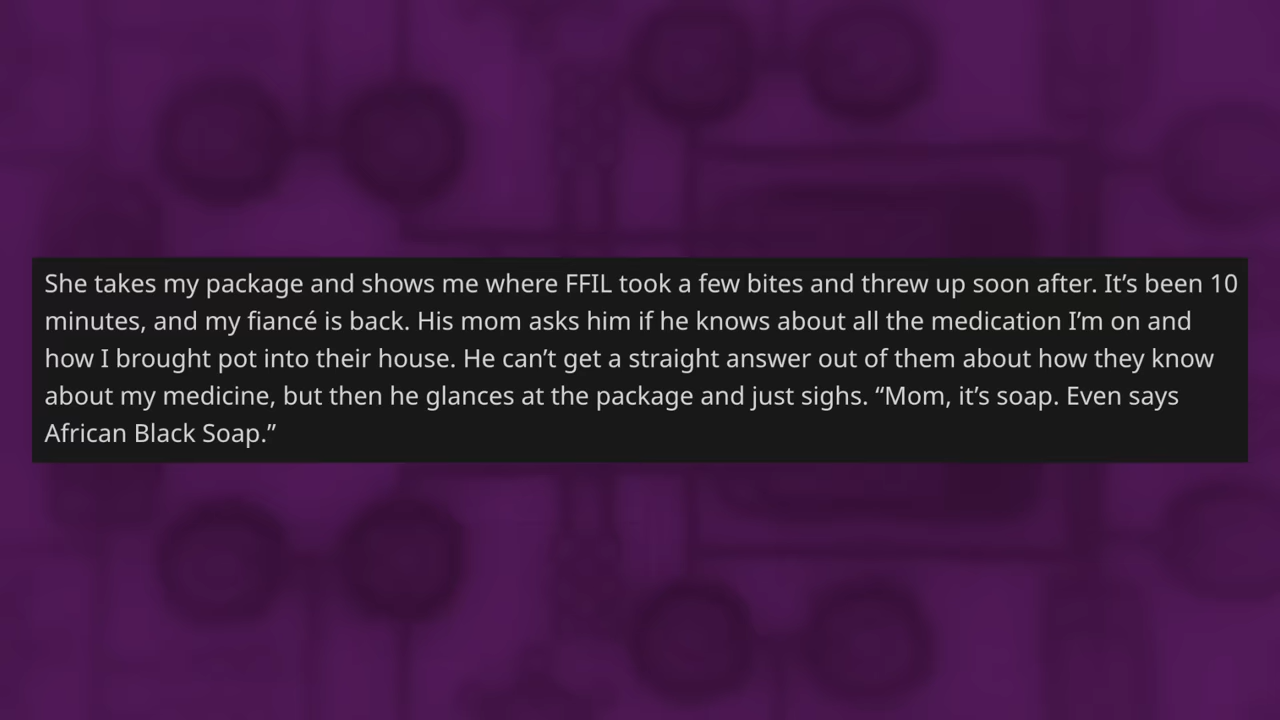 She takes my package and shows me where FFIL took a few bites and threw up soon after. It’s been 10
minutes, and my fiancé is back. His mom asks him if he knows about all the medication I’m on and
how I brought pot into their house. He can’t get a straight answer out of them about how they know
about my medicine, but then he glances at the package and just sighs. “Mom, it’s soap. Even says
African Black Soap.”